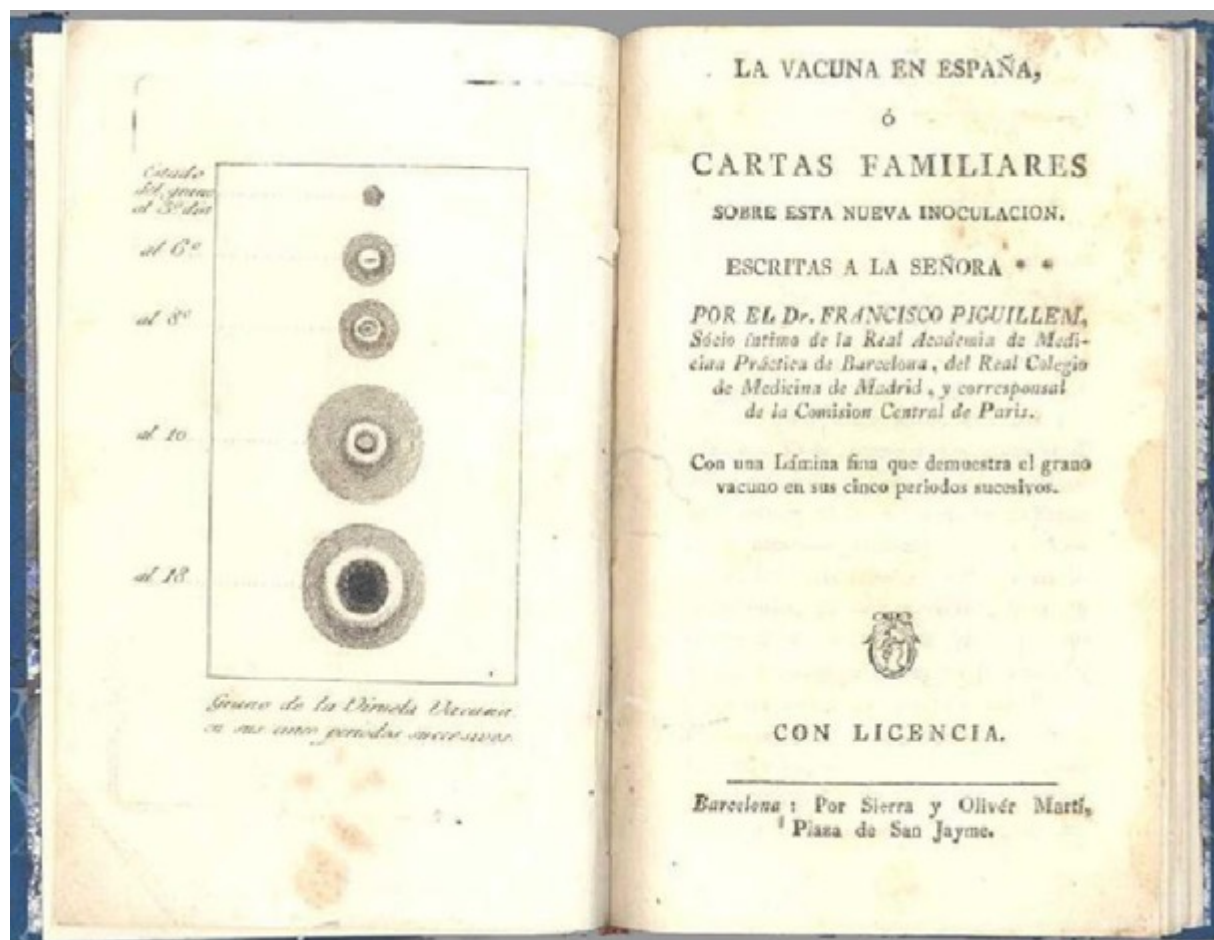 Estado
del grano
al 3º dia
al 6º
al 8º
al 10
al 18
Grano de la Viruela Vacuna
en sus cinco periodos successivos.
LA VACUNA EN ESPAÑA,
ó
CARTAS FAMILIARES
SOBRE ESTA NUEVA INOCULACION.
ESCRITAS A LA SEÑORA * *
POR EL Dr. FRANCISCO PIGUILLEM,
Sócio íntimo de la Real Academia de Medi-
cina Práctica de Barcelona, del Real Colegio
de Medicina de Madrid, y corresponsal
de la Comision Central de Paris.
Con una Lámina fina que demuestra el grano
vacuno en sus cinco periodos sucesivos.
CON LICENCIA.
Barcelona: Por Sierra y Olivér Martí,
Plaza de San Jayme.